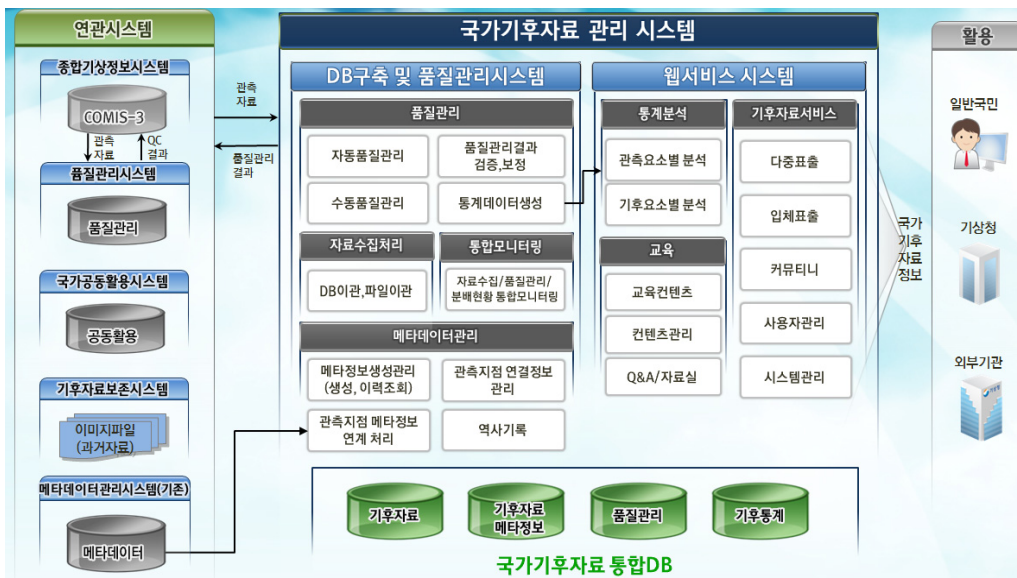 연관시스템
종합기상정보시스템
COMIS-3
관측
자료
QC
결과
품질관리시스템
품질관리
국가공동활용시스템
공동활용
기후자료보존시스템
이미지파일
(과거자료)
메타데이터관리시스템(기존)
메타데이터
관측
자료
품질관리
결과
국가기후자료 관리 시스템
DB구축 및 품질관리시스템
품질관리
자동품질관리
품질관리결과
검증,보정
수동품질관리
통계데이터생성
자료수집처리
DB이관,파일이관
통합모니터링
자료수집/품질관리/
분배현황 통합모니터링
메타데이터관리
메타정보생성관리
(생성, 이력조회)
관측지점 연결정보
관리
관측지점 메타정보
연계 처리
역사기록
웹서비스 시스템
통계분석
관측요소별 분석
기후요소별 분석
교육
교육컨텐츠
컨텐츠관리
Q&A/자료실
기후자료서비스
다중표출
입체표출
커뮤티니
사용자관리
시스템관리
기후자료
기후자료
메타정보
품질관리
기후통계
국가기후자료 통합DB
국가
기후
자료
정보
활용
일반국민
기상청
외부기관